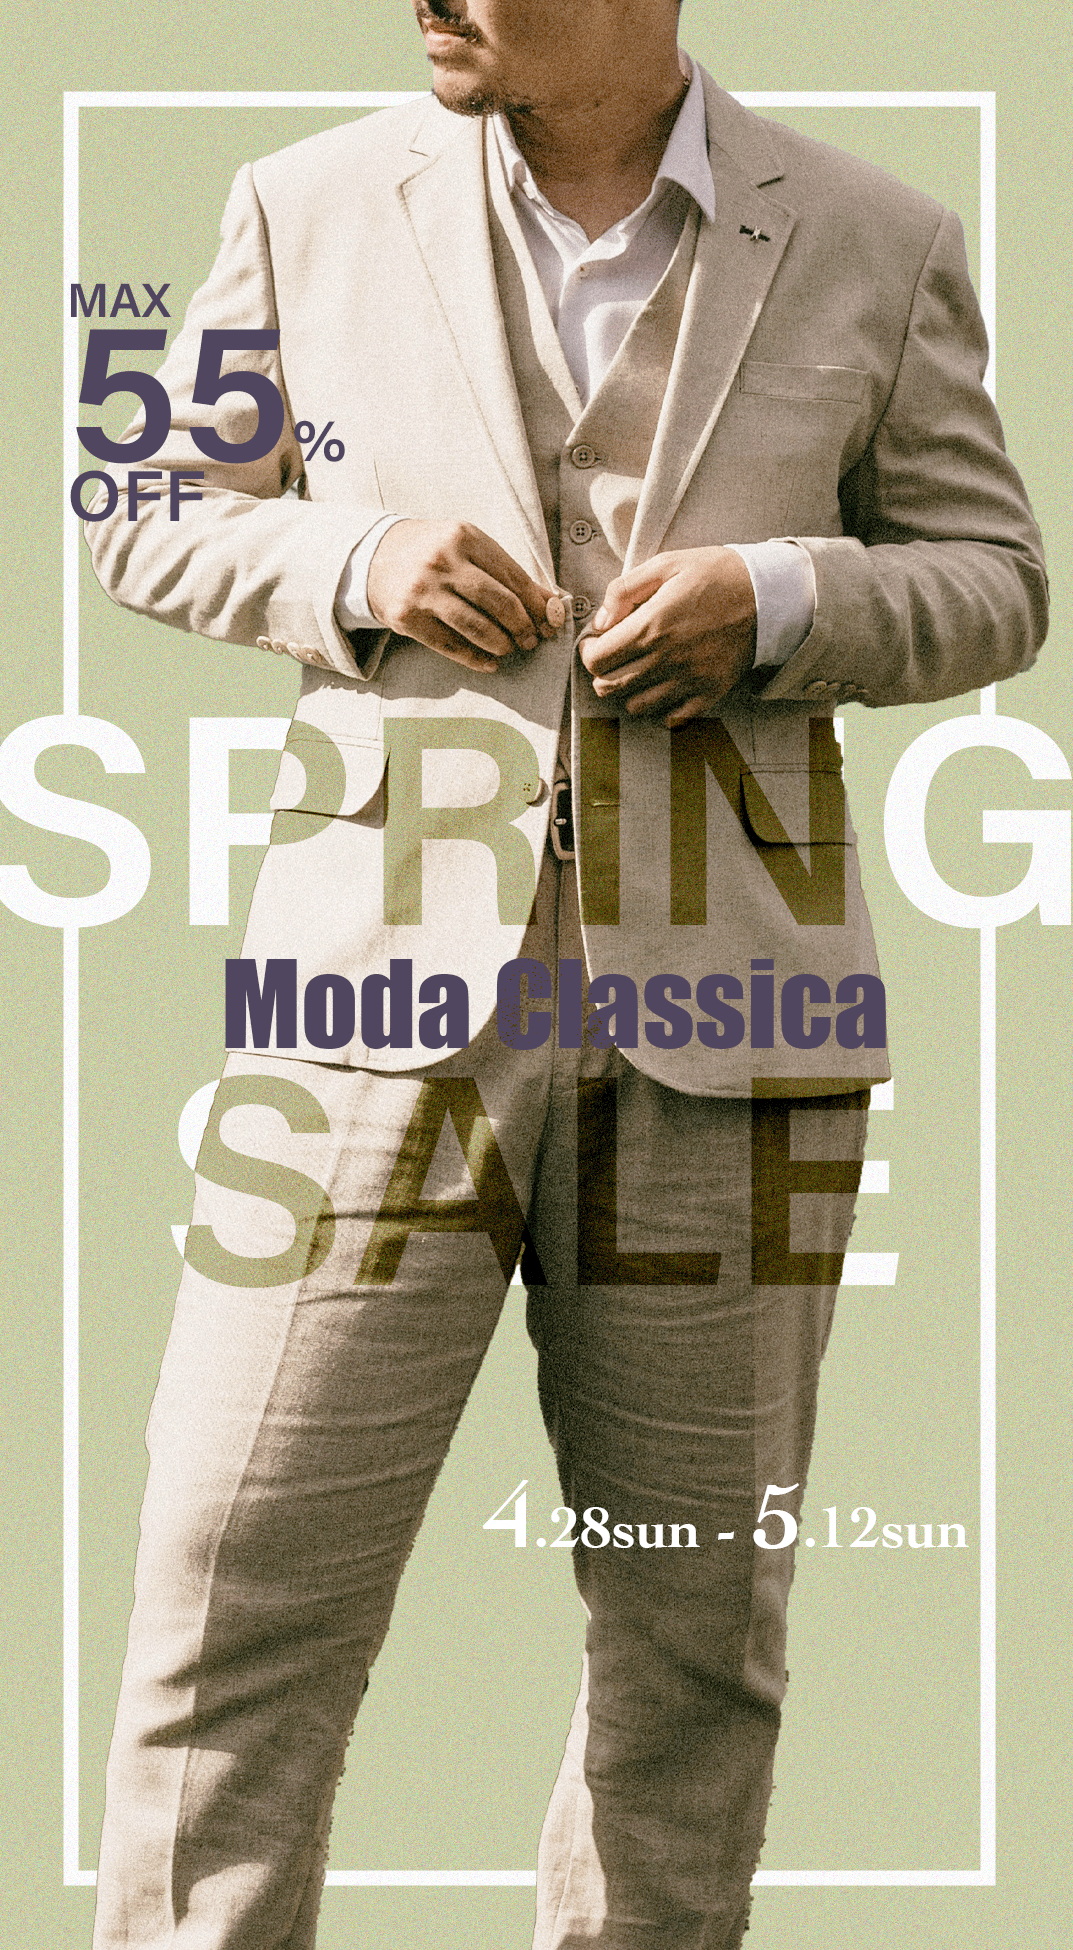 MAX
55%
OFF
SPRING
Moda Classica
SALE
4.28sun - 5.12sun